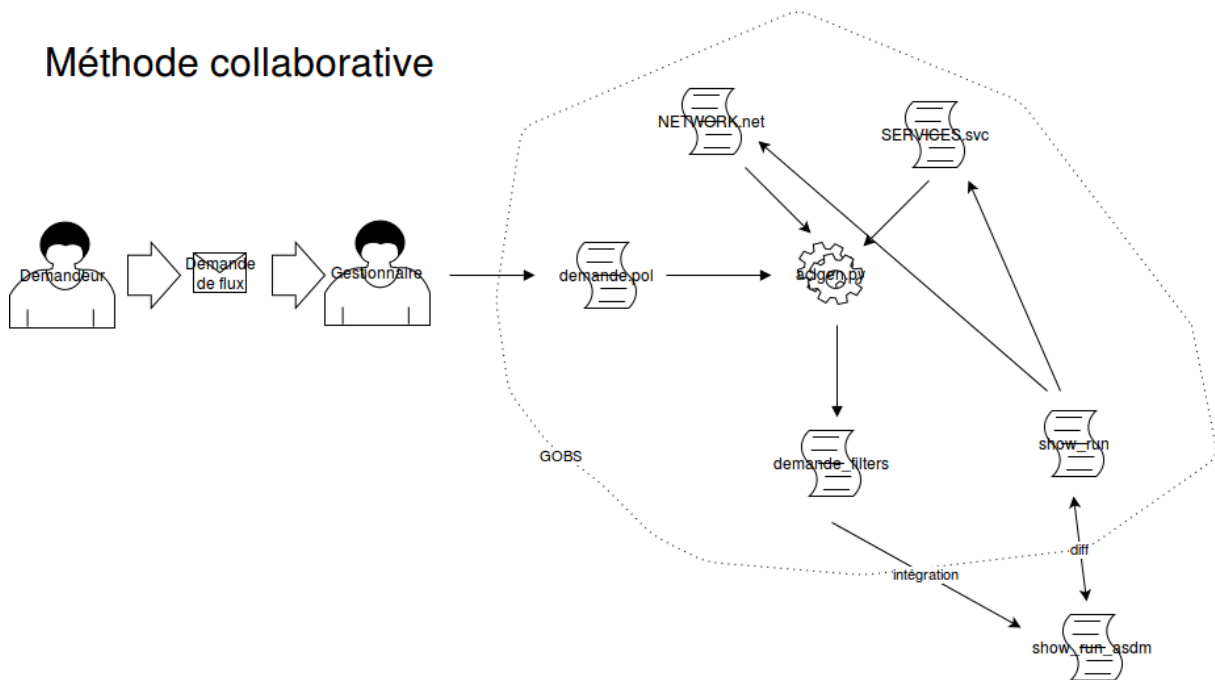 Méthode collaborative
NETWORK.net
SERVICES.svc
Demandeur
Demande
de flux
Gestionnaire
demande.pol
aclgen.py
GOBS
demande_filters
show_run
intégration
diff
show_run_asdm